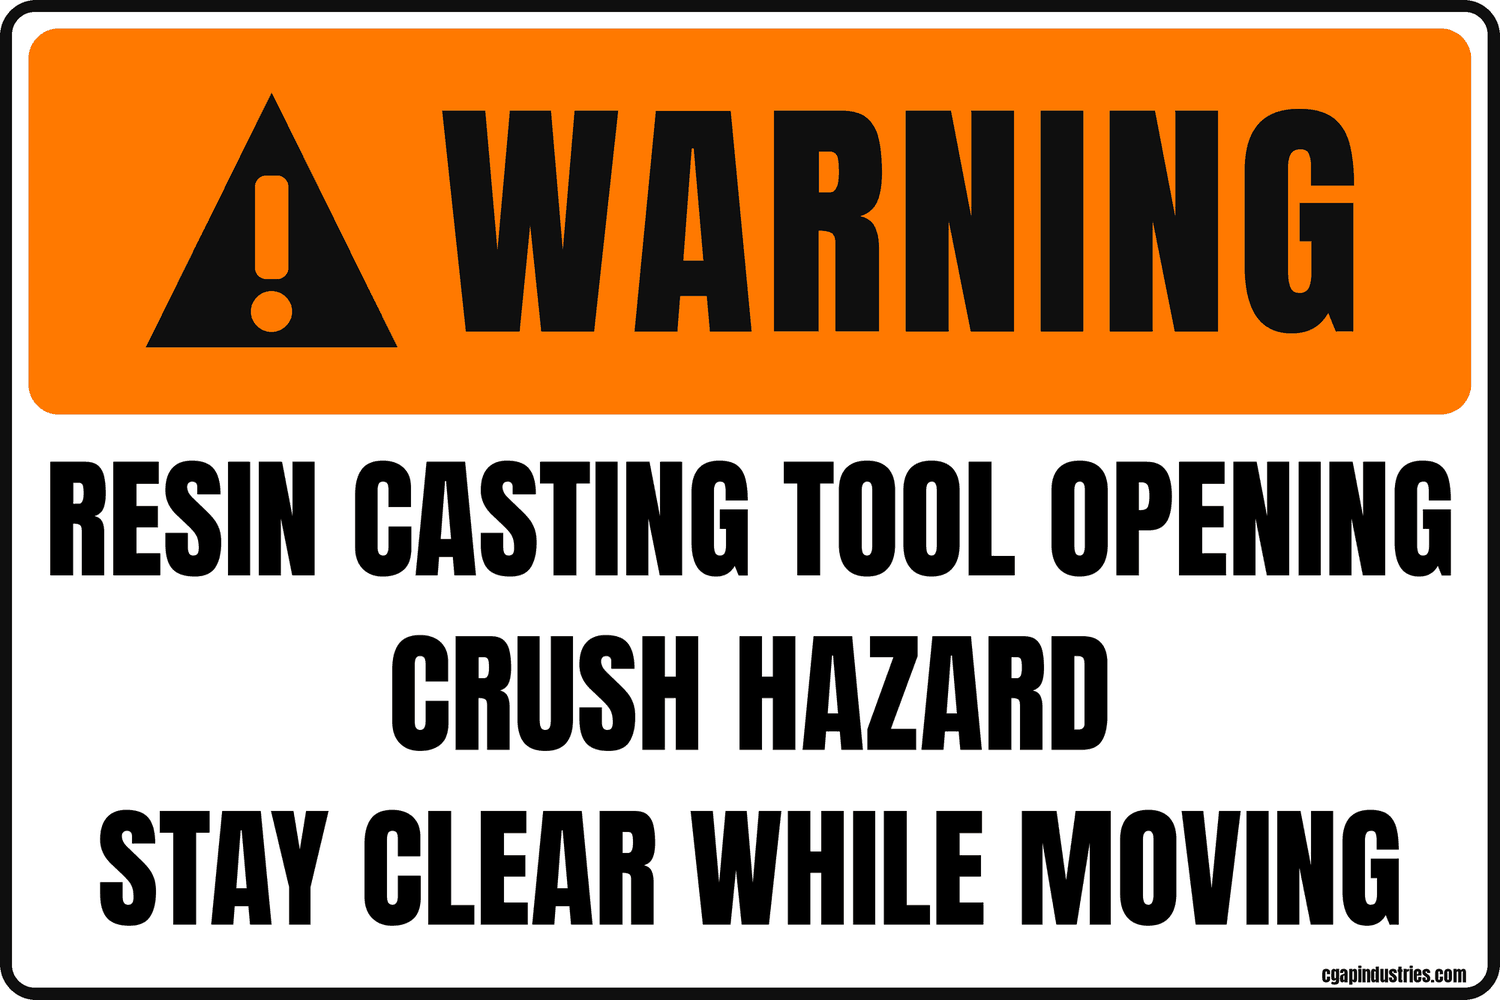 WARNING
RESIN CASTING TOOL OPENING
CRUSH HAZARD
STAY CLEAR WHILE MOVING
cgapindustries.com